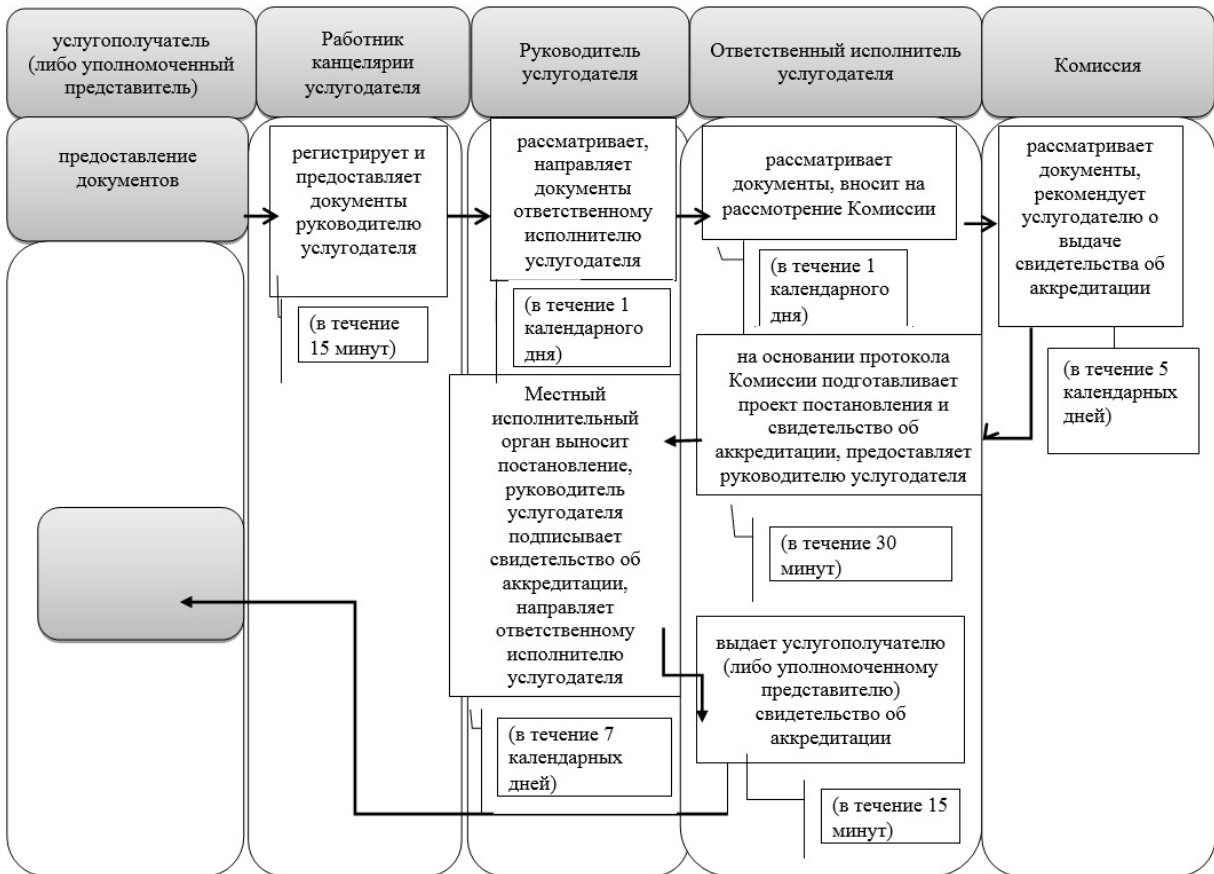 услугополучатель
(либо уполномоченный
представитель)
Работник
канцелярии
услугодателя
Руководитель
услугодателя
Ответственный исполнитель
услугодателя
Комиссия
предоставление
документов
регистрирует и
предоставляет
документы
руководителю
услугодателя
(в течение
15 минут)
рассматривает,
направляет
документы
ответственному
исполнителю
услугодателя
(в течение 1
календарного
дня)
рассматривает
документы, вносит на
рассмотрение Комиссии
(в течение 1
календарного
дня)
рассматривает
документы,
рекомендует
услугодателю о
выдаче
свидетельства об
аккредитации
(в течение 5
календарных
дней)
на основании протокола
Комиссии подготавливает
проект постановления и
свидетельство об
аккредитации, предоставляет
руководителю услугодателя
(в течение 30
минут)
Местный
исполнительный
орган выносит
постановление,
руководитель
услугодателя
подписывает
свидетельство об
аккредитации,
направляет
ответственному
исполнителю
услугодателя
(в течение 7
календарных
дней)
выдает услугополучателю
(либо уполномоченному
представителю)
свидетельство об
аккредитации
(в течение 15
минут)